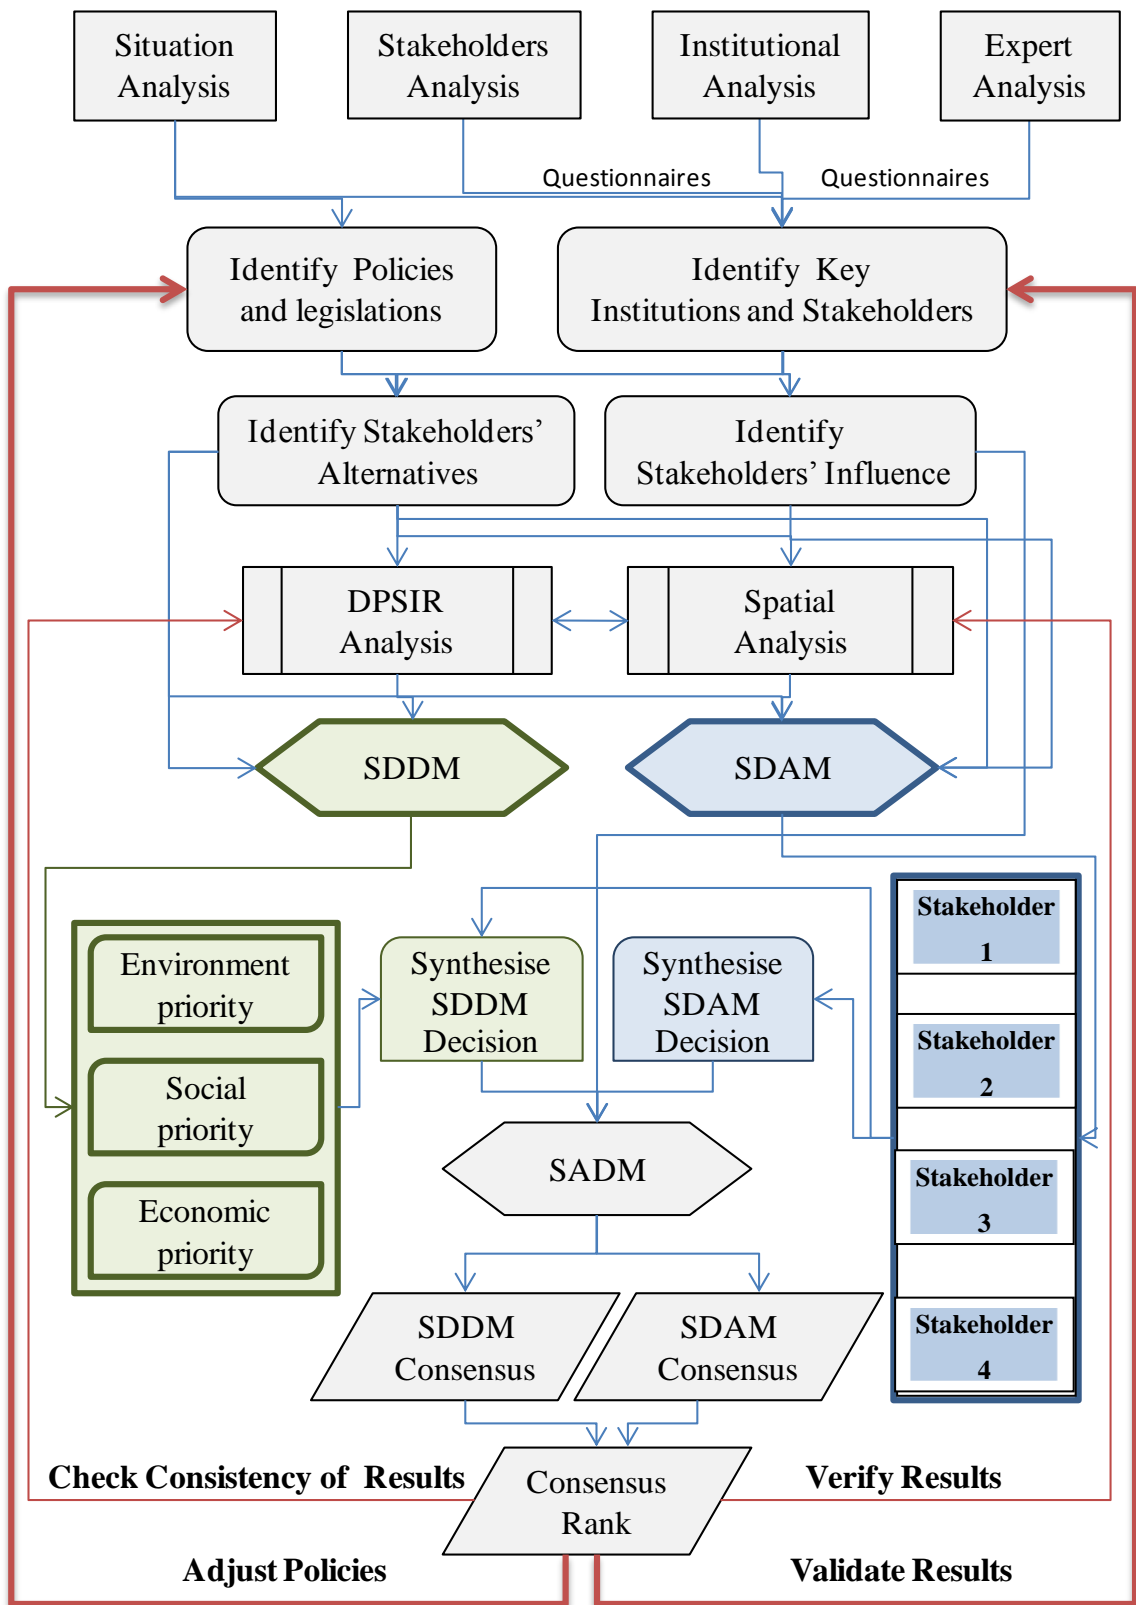 Situation
Analysis
Stakeholders
Analysis
Institutional
Analysis
Expert
Analysis
Questionnaires
Questionnaires
Identify Policies
and legislations
Identify Key
Institutions and Stakeholders
Identify Stakeholders’
Alternatives
Identify
Stakeholders’ Influence
DPSIR
Analysis
Spatial
Analysis
SDDM
SDAM
Environment
priority
Social
priority
Economic
priority
Synthesise
SDDM
Decision
Synthesise
SDAM
Decision
Stakeholder
1
Stakeholder
2
Stakeholder
3
Stakeholder
4
SADM
SDDM
Consensus
SDAM
Consensus
Check Consistency of Results
Consensus
Rank
Verify Results
Adjust Policies
Validate Results